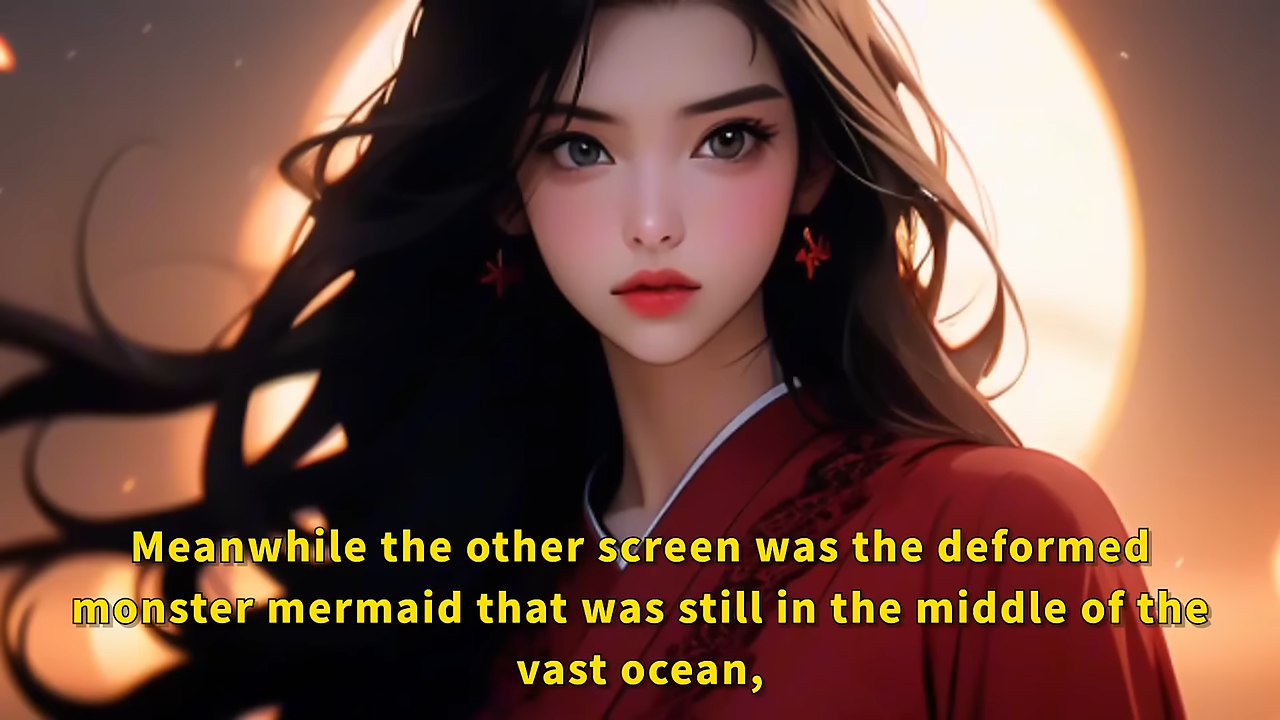 Meanwhile the other screen was the deformed
monster mermaid that was still in the middle of the
vast ocean,